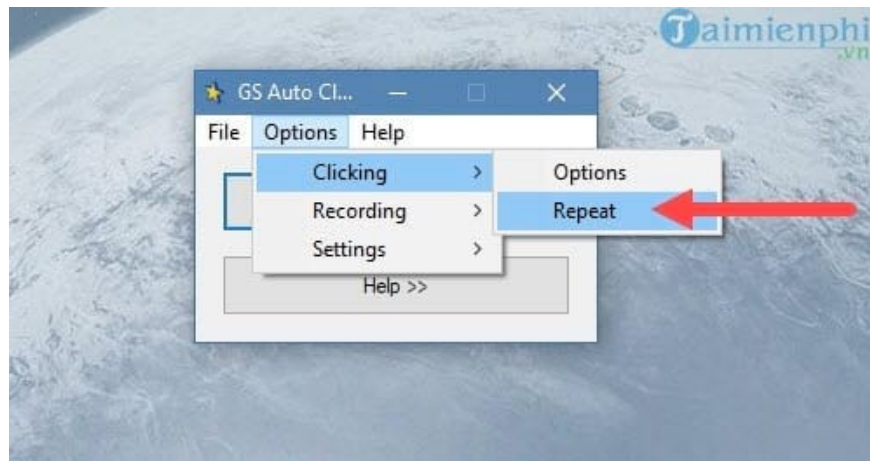 Taimienphi
.vn
GS Auto Cl...
File Options Help
Clicking
Options
Recording
Repeat
Settings
Help >>